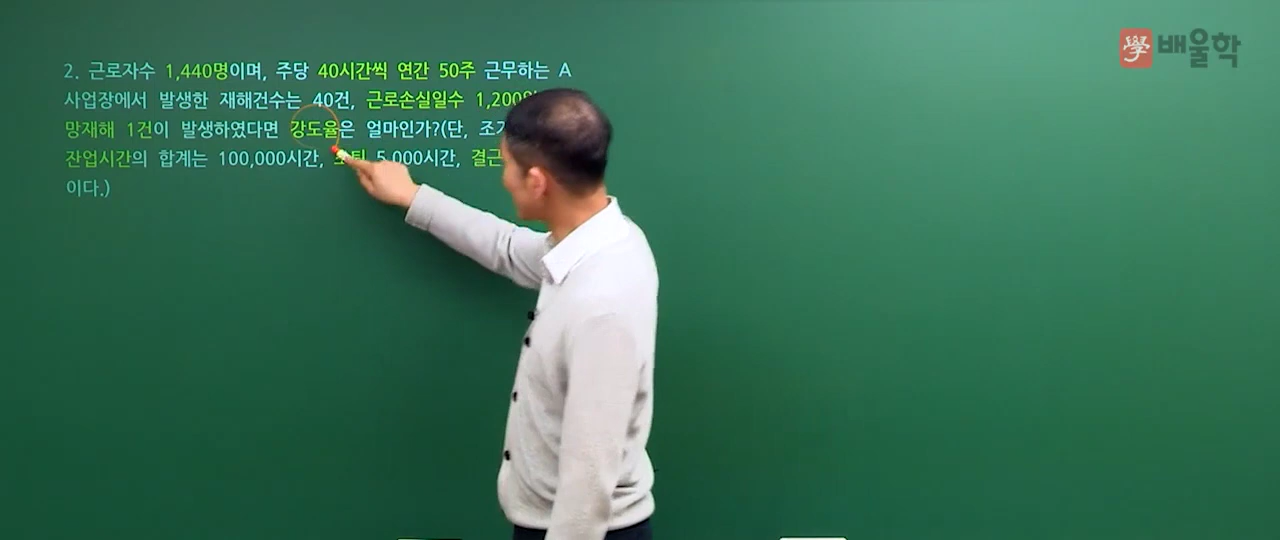 2. 근로자수 1,440명이며, 주당 40시간씩 연간 50주 근무하는 A
사업장에서 발생한 재해건수는 40건, 근로손실일수 1,200
망재해 1건이 발생하였다면 강도율은 얼마인가?(단, 조
잔업시간의 합계는 100,000시간, 조퇴 5,000시간, 결근
이다.)
學 배울학